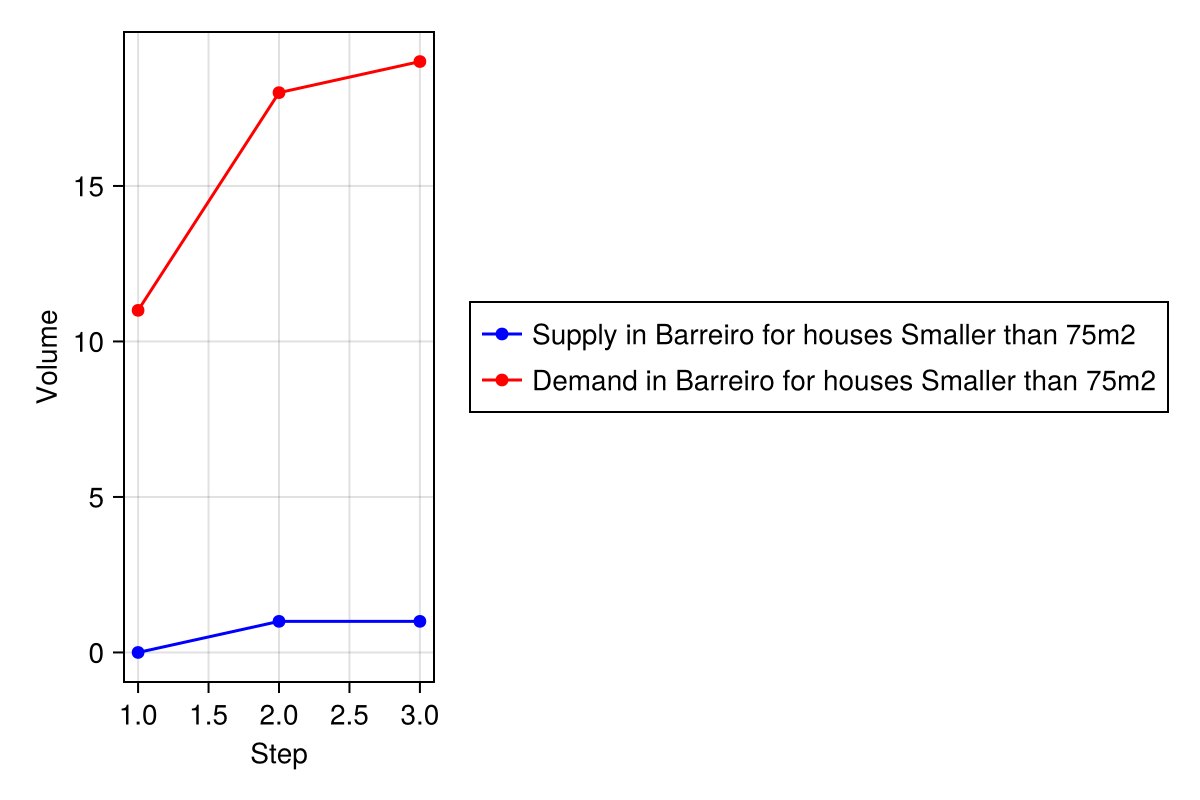 Volume
15
10
5
0
1.0 1.5 2.0 2.5 3.0
Step
Supply in Barreiro for houses Smaller than 75m2
Demand in Barreiro for houses Smaller than 75m2